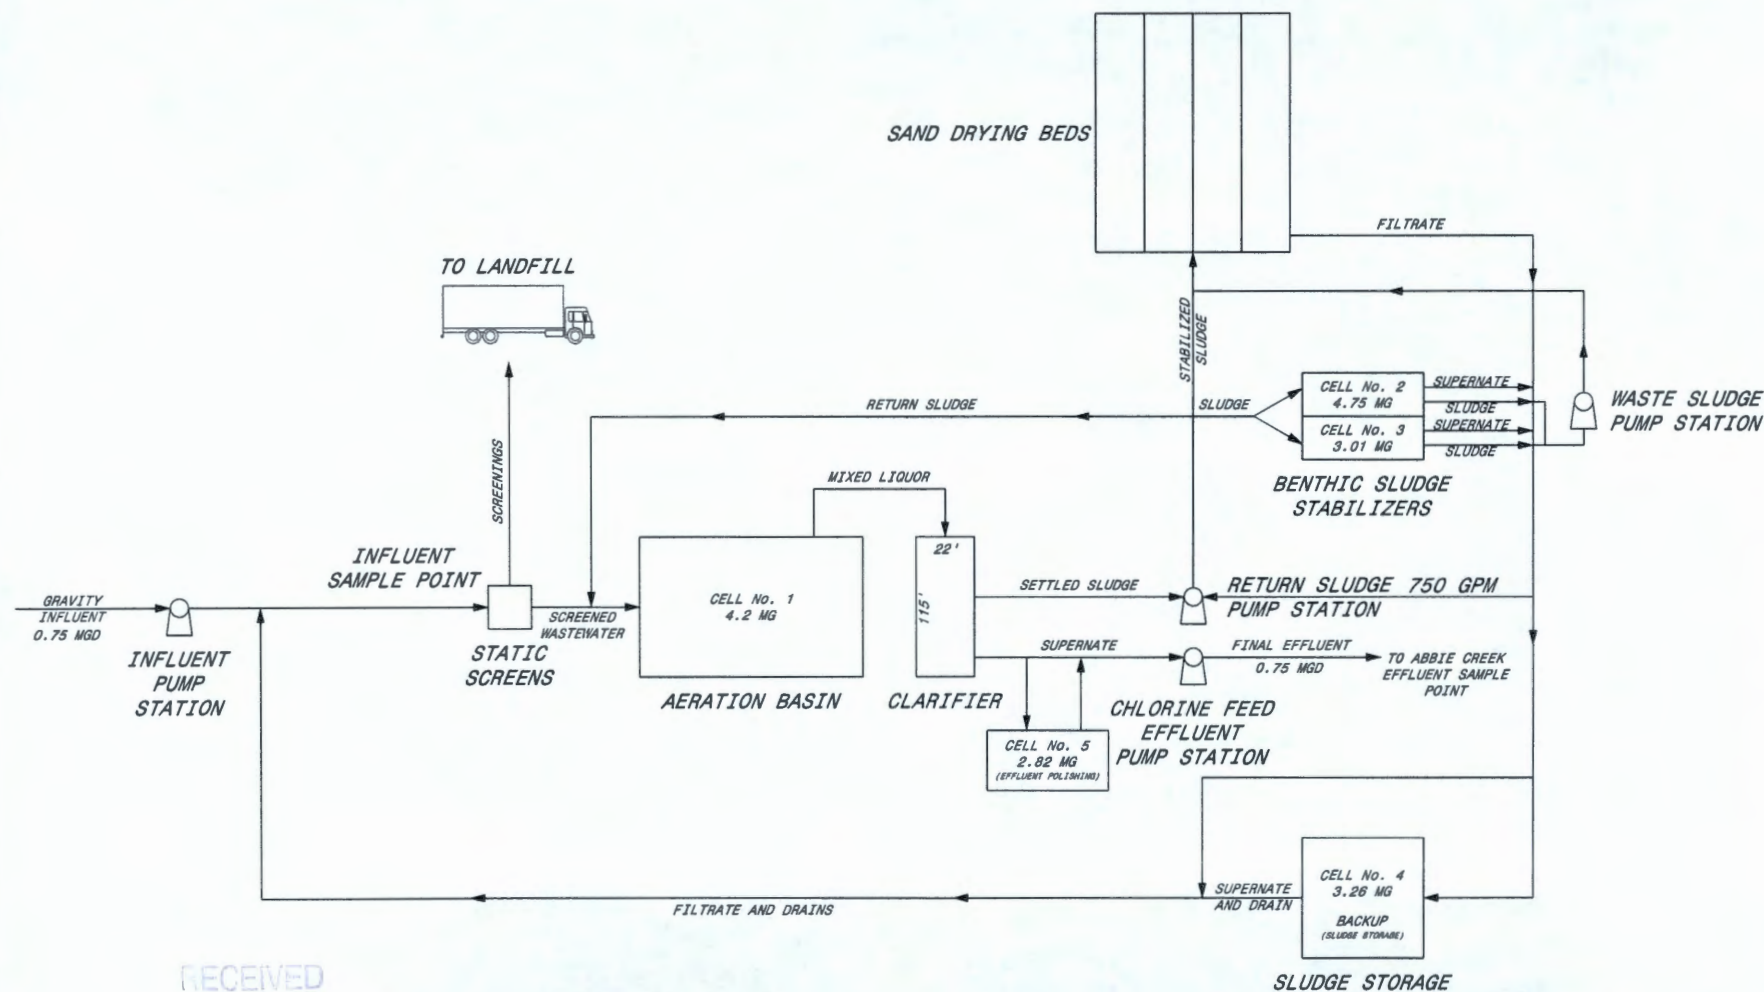 SAND DRYING BEDS
FILTRATE
TO LANDFILL
STABILIZED
SLUDGE
SCREENINGS
RETURN SLUDGE
SLUDGE
CELL No. 2
4.75 MG
CELL No. 3
3.01 MG
SUPERNATE
SLUDGE
SUPERNATE
SLUDGE
WASTE SLUDGE
PUMP STATION
BENTHIC SLUDGE
STABILIZERS
MIXED LIQUOR
INFLUENT
SAMPLE POINT
GRAVITY
INFLUENT
0.75 MGD
INFLUENT
PUMP
STATION
STATIC
SCREENS
SCREENED
WASTEWATER
CELL No. 1
4.2 MG
AERATION BASIN
22'
115'
CLARIFIER
SETTLED SLUDGE
RETURN SLUDGE 750 GPM
PUMP STATION
SUPERNATE
FINAL EFFLUENT
0.75 MGD
TO ABBIE CREEK
EFFLUENT SAMPLE
POINT
CHLORINE FEED
EFFLUENT
PUMP STATION
CELL No. 5
2.82 MG
(EFFLUENT POLISHING)
CELL No. 4
3.26 MG
BACKUP
(SLUDGE STORAGE)
SUPERNATE
AND DRAIN
FILTRATE AND DRAINS
SLUDGE STORAGE
RECEIVED